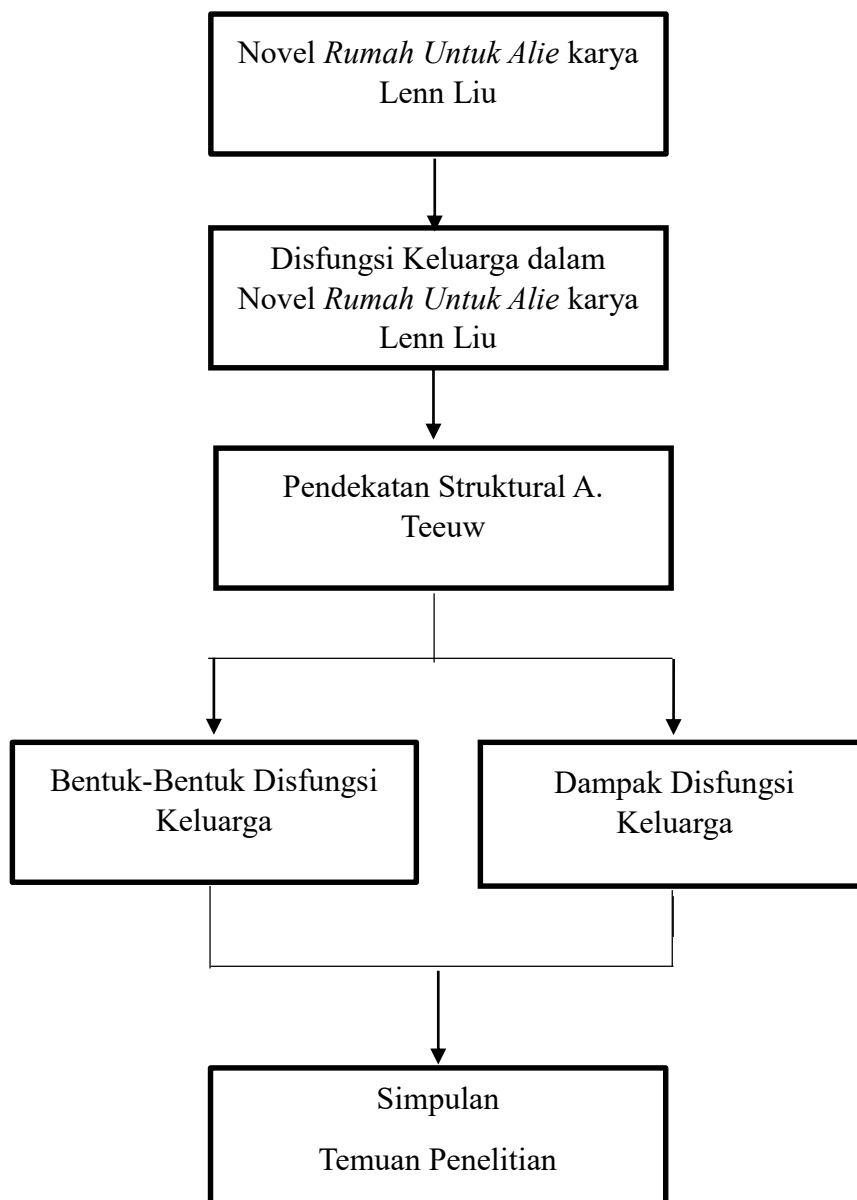 Novel Rumah Untuk Alie karya
Lenn Liu
Disfungsi Keluarga dalam
Novel Rumah Untuk Alie karya
Lenn Liu
Pendekatan Struktural A.
Teeuw
Bentuk-Bentuk Disfungsi
Keluarga
Dampak Disfungsi
Keluarga
Simpulan
Temuan Penelitian